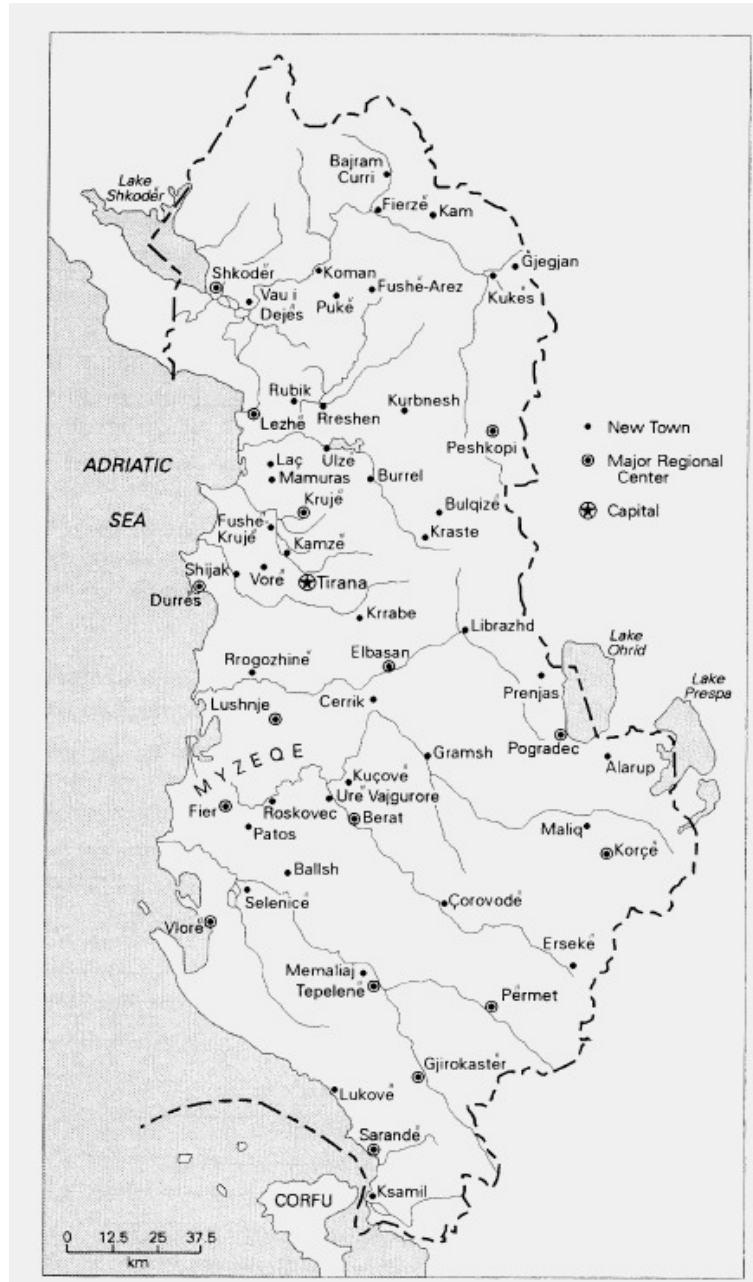 Lake
Shkodër
Bajram
Curri
Fierzë
Kam
Shkodër
Koman
Gjegjan
Vau i
Dejës
Pukë
Fushë-Arez
Kukës
Rubik
Rreshen
Kurbnesh
Lezhë
Peshkopi
New Town
Major Regional
Center
Capital
ADRIATIC
SEA
Laç
Ulzë
Mamuras
Burrel
Krujë
Bulqizë
Fushe-
Krujë
Kraste
Kamzë
Shijak
Vorë
Tirana
Durrës
Krrabe
Librazhd
Lake
Ohrid
Rrogozhinë
Elbasan
Lake
Prespa
Cerrik
Prenjas
Lushnje
Pogradec
Gramsh
Alarup
MYZEQE
Kuçovë
Fier
Roskovec
Urë Vajgurore
Patos
Berat
Maliq
Korçë
Ballsh
Selenicë
Çorovodë
Vlorë
Ersekë
Memaliaj
Tepelenë
Përmet
Gjirokastër
Lukovë
Sarandë
CORFU
Ksamil
0 12.5 25 37.5
km